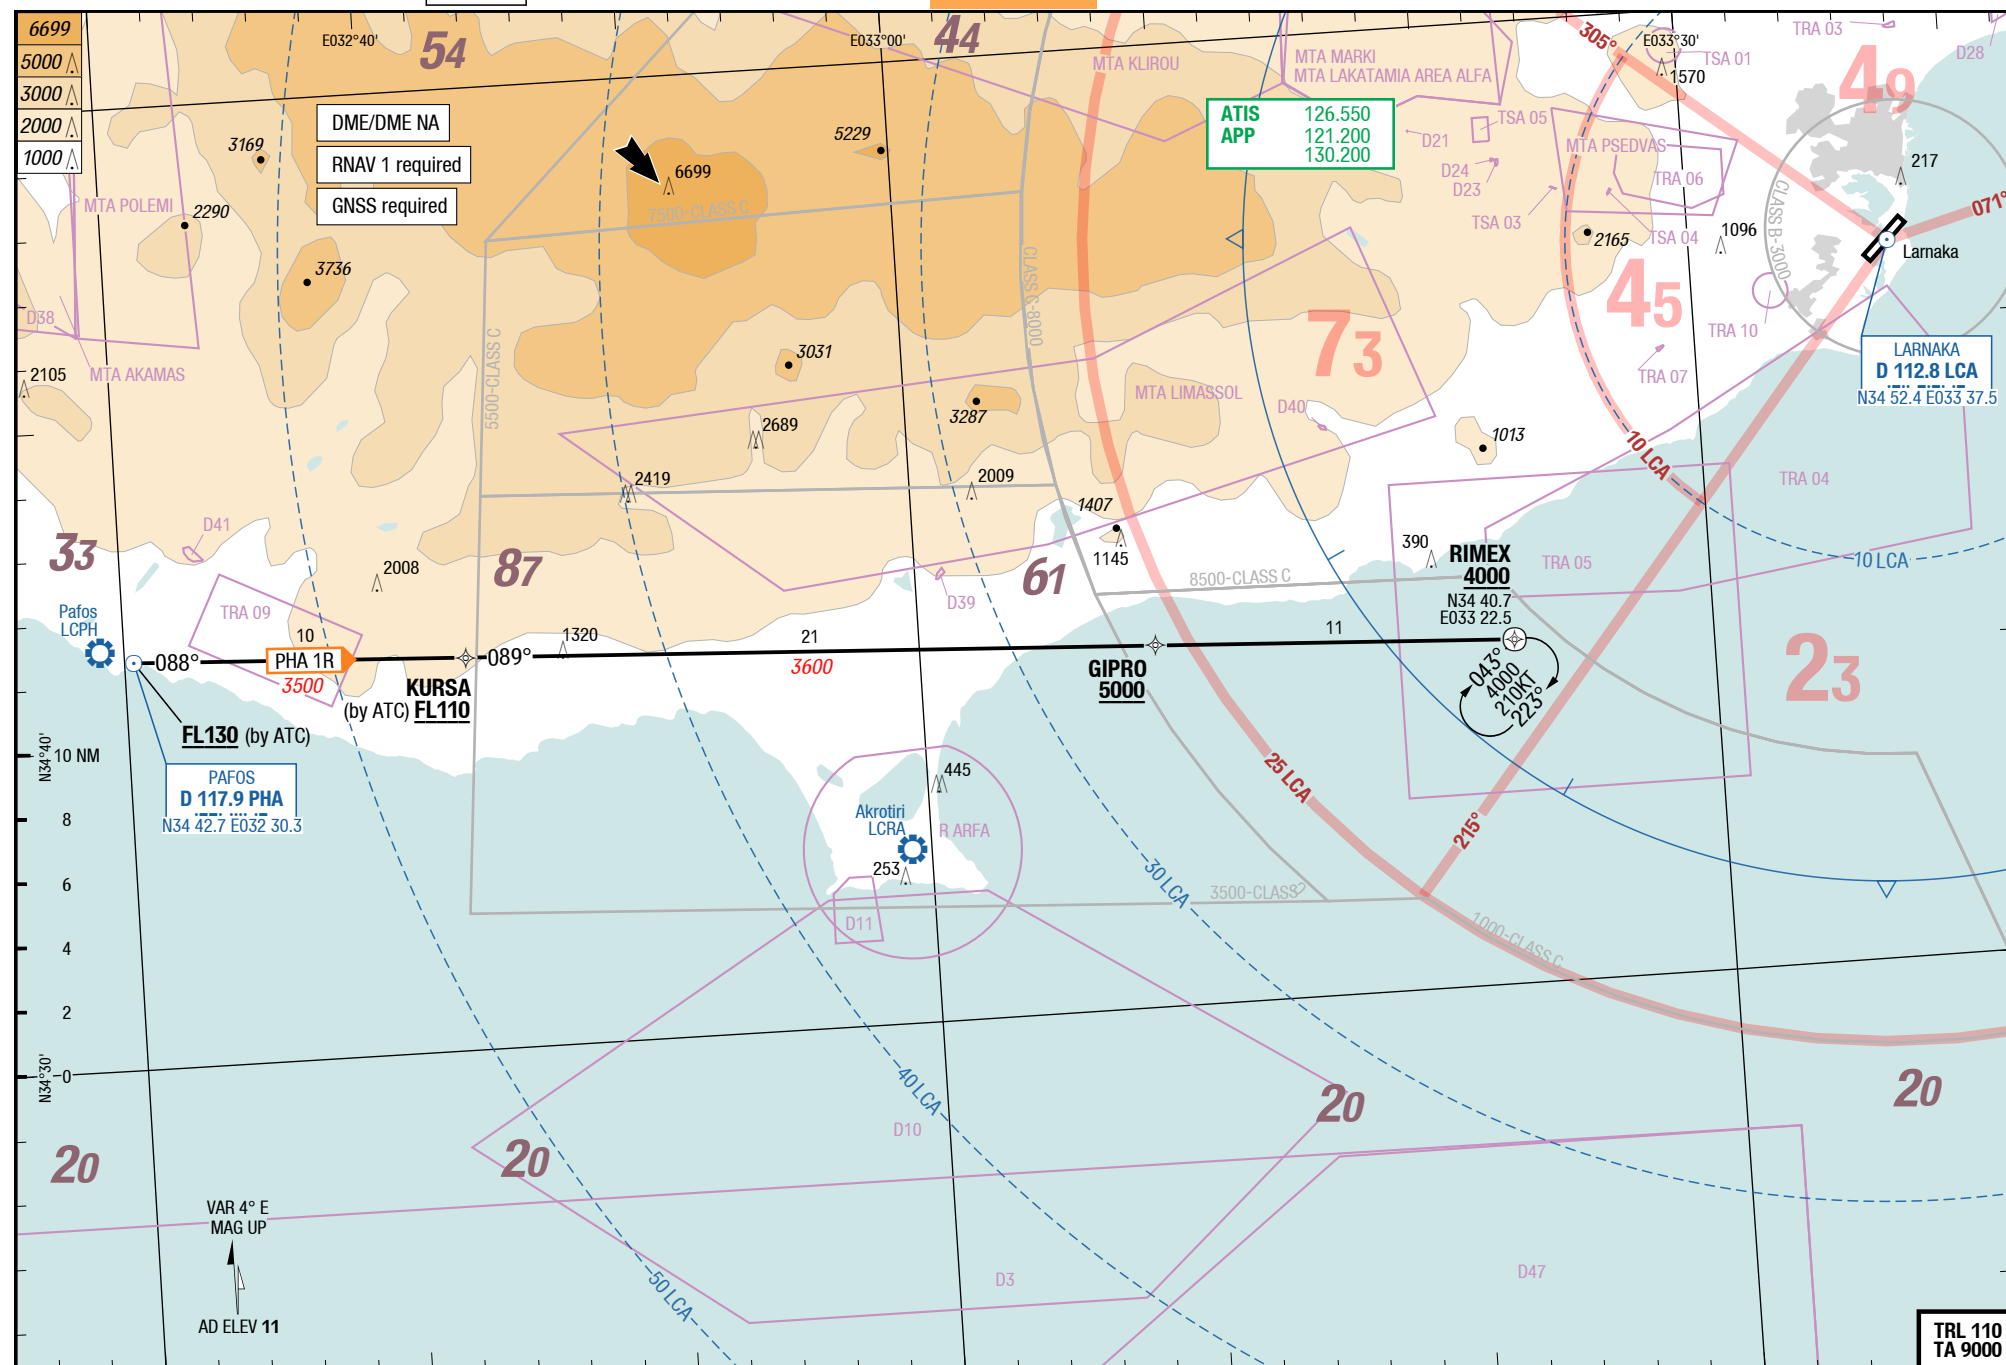 6699
5000
3000
2000
1000
E032°40'
54
E033°00'
44
305°
E033°30'
TRA 03
D28
MTA KLIROU
MTA MARKI
MTA LAKATAMIA AREA ALFA
TSA 01
1570
49
DME/DME NA
RNAV 1 required
GNSS required
3169
5229
6699
ATIS 126.550
APP 121.200
130.200
TSA 05
D21
D24
D23
MTA PSEDVAS
TRA 06
217
MTA POLEMI
2290
7500-CLASS C
TSA 03
TSA 04
2165
1096
CLASS B-3000
071°
Larnaka
3736
CLASS C-8000
45
D38
5500-CLASS C
73
TRA 10
2105
MTA AKAMAS
3031
MTA LIMASSOL
TRA 07
LARNAKA
D 112.8 LCA
N34 52.4 E033 37.5
3287
D40
2689
1013
10 LCA
2419
2009
TRA 04
1407
1145
D41
33
87
61
2008
390
RIMEX
4000
N34 40.7
E033 22.5
TRA 05
10 LCA
8500-CLASS C
D39
Pafos
LCPH
TRA 09
10
1320
21
11
088°
PHA 1R
089°
3500
3600
KURSA
(by ATC) FL110
GIPRO
5000
043°
4000
210KT
223°
23
FL130 (by ATC)
N34°40'
10 NM
PAFOS
D 117.9 PHA
N34 42.7 E032 30.3
25 LCA
445
8
Akrotiri
LCRA
R ARFA
215°
253
30 LCA
6
3500-CLASS
D11
1000-CLASS C
4
2
N34°30'
0
40 LCA
20
20
D10
20
20
VAR 4° E
MAG UP
50 LCA
D3
D47
AD ELEV 11
TRL 110
TA 9000